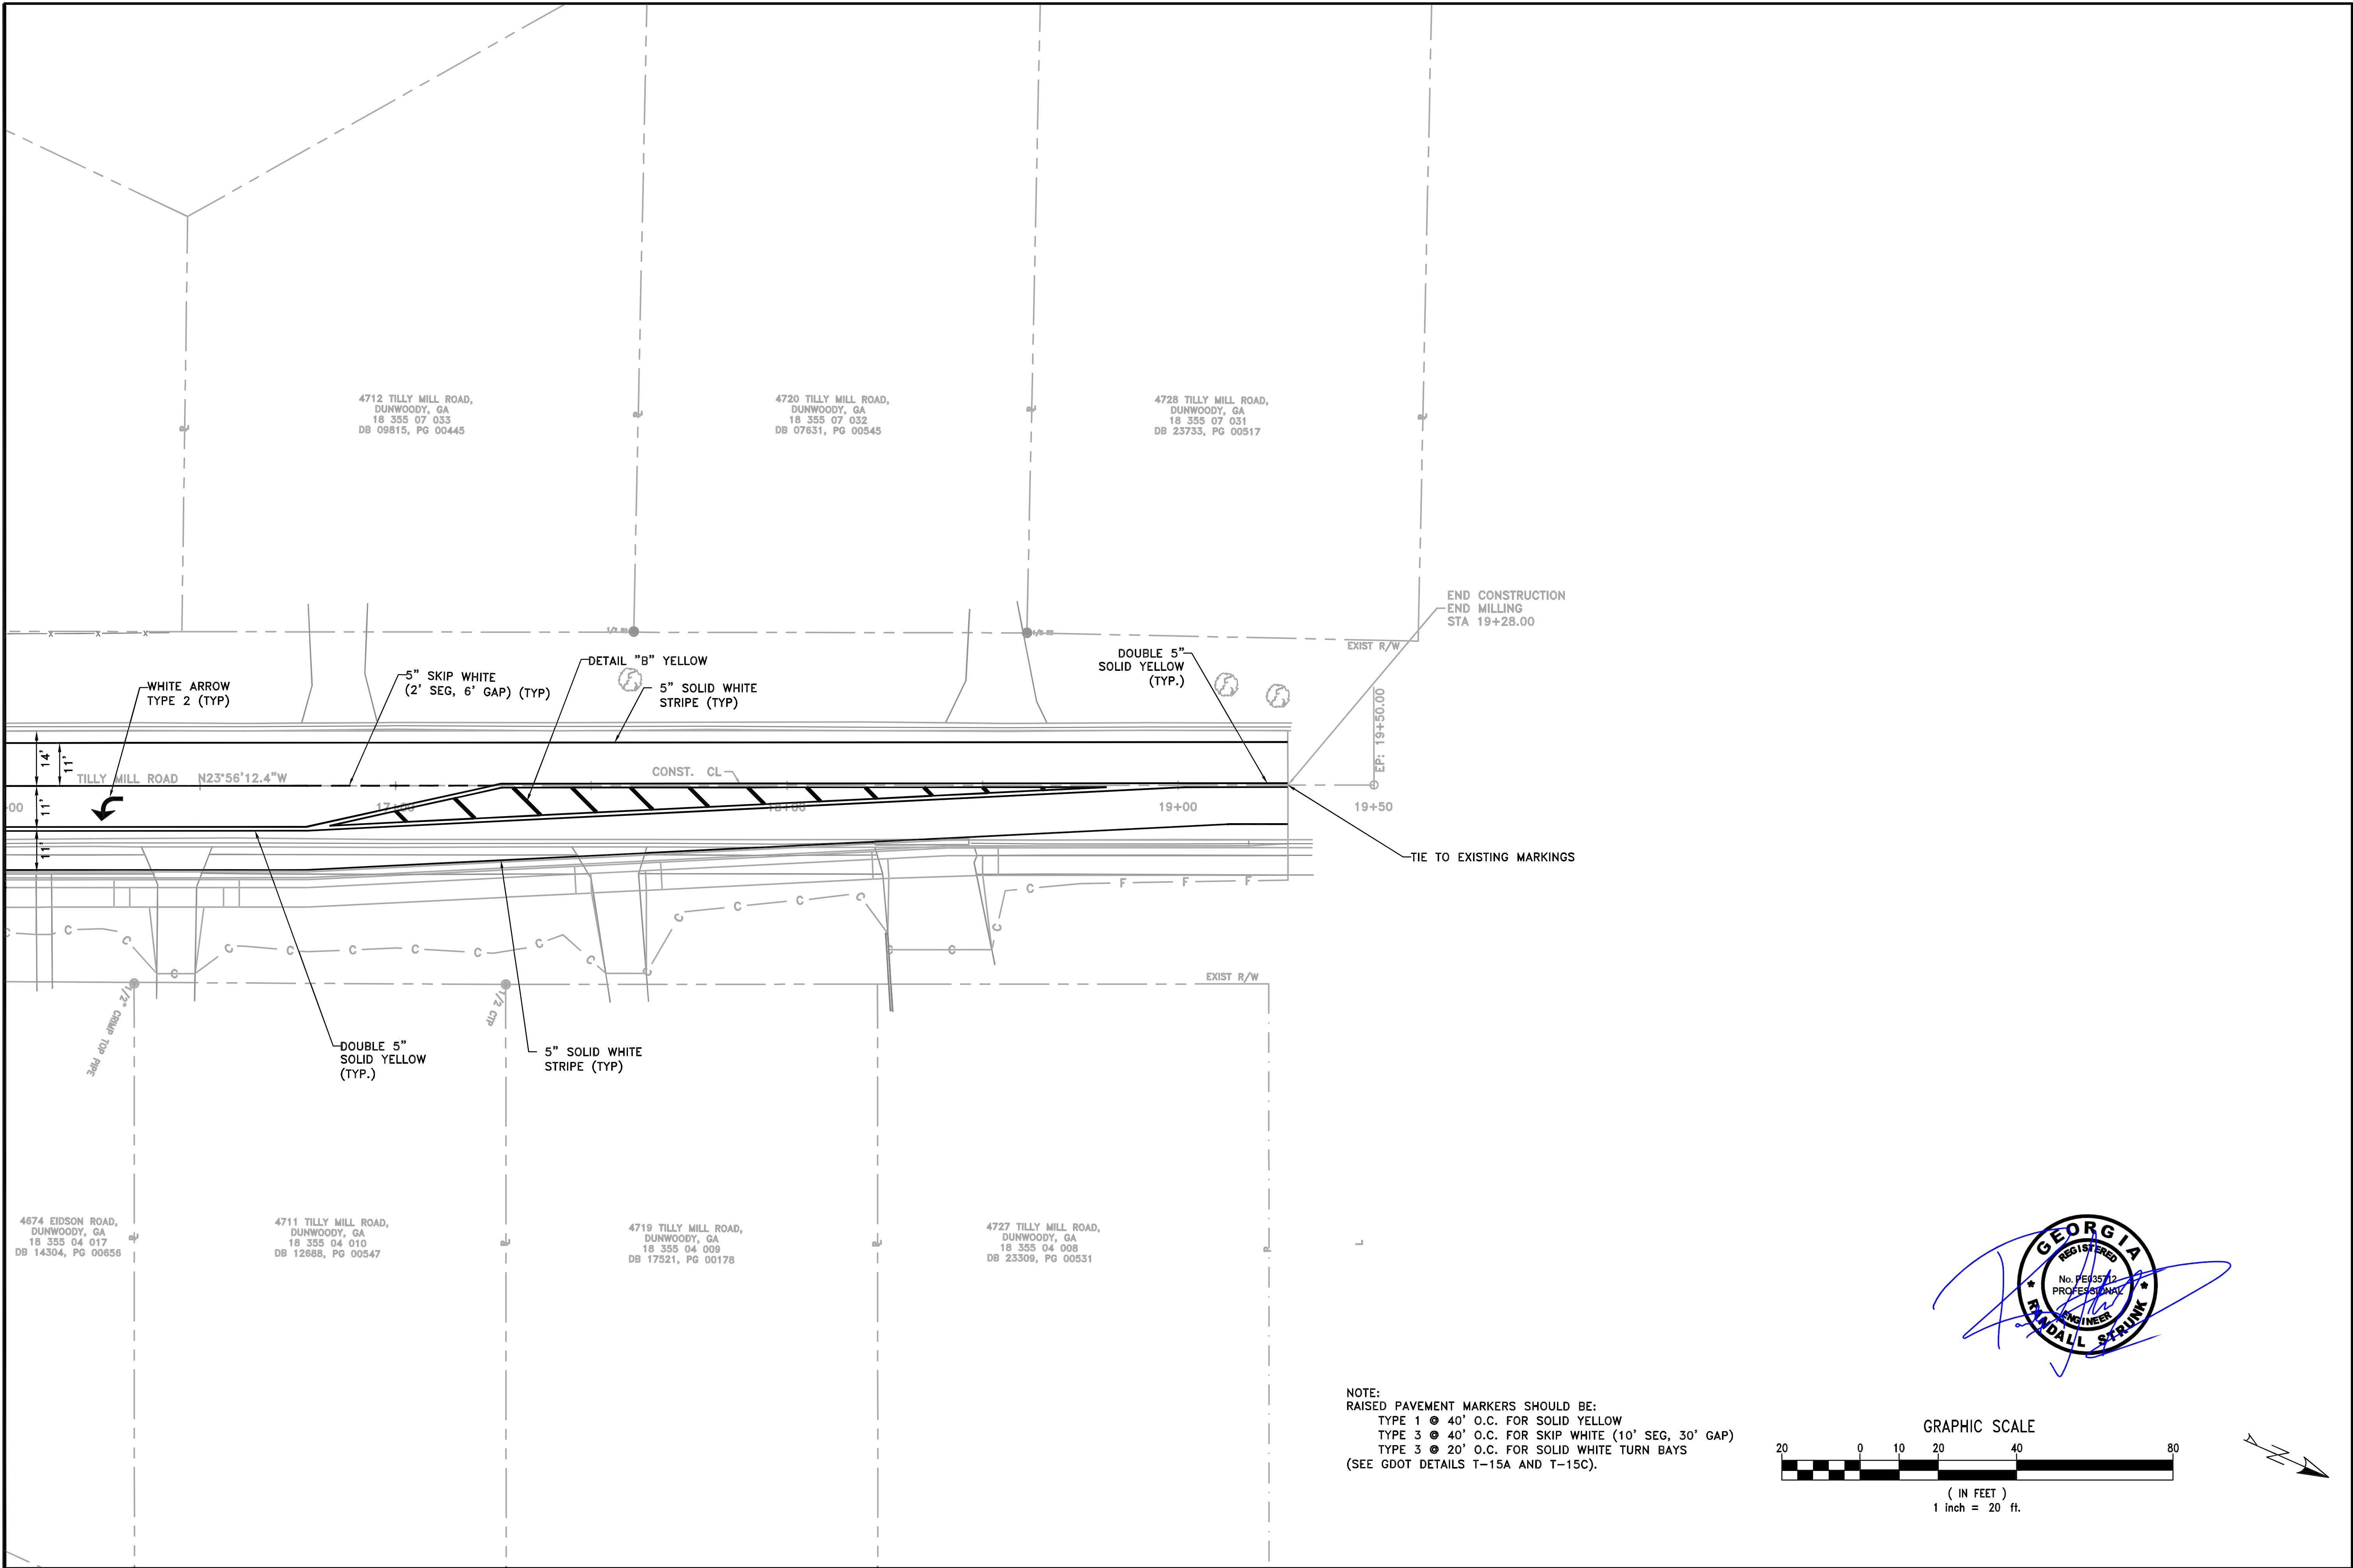 4712 TILLY MILL ROAD,
DUNWOODY, GA
18 355 07 033
DB 09815, PG 00445
4720 TILLY MILL ROAD,
DUNWOODY, GA
18 355 07 032
DB 07631, PG 00545
4728 TILLY MILL ROAD,
DUNWOODY, GA
18 355 07 031
DB 23733, PG 00517
END CONSTRUCTION
END MILLING
STA 19+28.00
EXIST R/W
WHITE ARROW
TYPE 2 (TYP)
5" SKIP WHITE
(2' SEG, 6' GAP) (TYP)
DETAIL "B" YELLOW
5" SOLID WHITE
STRIPE (TYP)
DOUBLE 5"
SOLID YELLOW
(TYP.)
EP: 19+50.00
14'
11'
TILLY MILL ROAD N23°56'12.4"W
CONST. CL
17+00
18+00
19+00
19+50
11'
11'
TIE TO EXISTING MARKINGS
C C C C C C C C C C C C C C C C C C C C F F F
EXIST R/W
1/2" CRIMP TOP PIPE
1/2" CTP
DOUBLE 5"
SOLID YELLOW
(TYP.)
5" SOLID WHITE
STRIPE (TYP)
4674 EIDSON ROAD,
DUNWOODY, GA
18 355 04 017
DB 14304, PG 00656
4711 TILLY MILL ROAD,
DUNWOODY, GA
18 355 04 010
DB 12688, PG 00547
4719 TILLY MILL ROAD,
DUNWOODY, GA
18 355 04 009
DB 17521, PG 00178
4727 TILLY MILL ROAD,
DUNWOODY, GA
18 355 04 008
DB 23309, PG 00531
GEORGIA
REGISTERED
No. PE035712
PROFESSIONAL
ENGINEER
RANDALL STRUNK
NOTE:
RAISED PAVEMENT MARKERS SHOULD BE:
TYPE 1 @ 40' O.C. FOR SOLID YELLOW
TYPE 3 @ 40' O.C. FOR SKIP WHITE (10' SEG, 30' GAP)
TYPE 3 @ 20' O.C. FOR SOLID WHITE TURN BAYS
(SEE GDOT DETAILS T-15A AND T-15C).
GRAPHIC SCALE
20 0 10 20 40 80
( IN FEET )
1 inch = 20 ft.
N